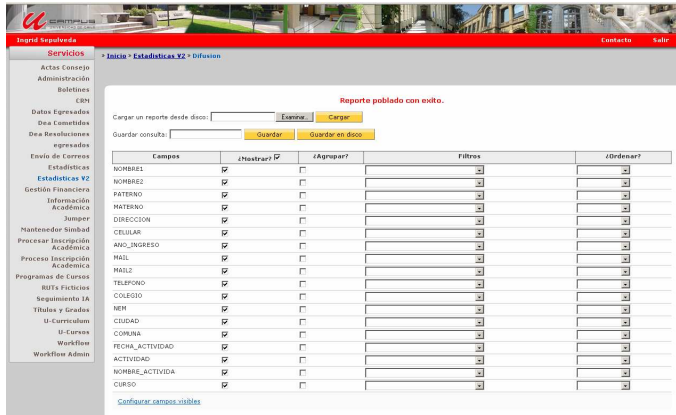 CAMPUS
Ingrid Sepulveda
Contacto
Salir
Servicios
Actas Consejo
Administración
Boletines
CRM
Datos Egresados
Dea Cometidos
Dea Resoluciones
egresados
Envío de Correos
Estadísticas
Estadisticas V2
Gestión Financiera
Información
Académica
Jumper
Mantenedor Simbad
Procesar Inscripción
Académica
Proceso Inscripción
Academica
Programas de Cursos
RUTs Ficticios
Seguimiento IA
Títulos y Grados
U-Curriculum
U-Cursos
Workflow
Workflow Admin
» Inicio > Estadisticas V2 > Difusion
Reporte poblado con exito.
Cargar un reporte desde disco: Examinar... Cargar
Guardar consulta: Guardar Guardar en disco
Campos ¿Mostrar? ¿Agrupar? Filtros ¿Ordenar?
NOMBRE1
NOMBRE2
PATERNO
MATERNO
DIRECCION
CELULAR
ANO_INGRESO
MAIL
MAIL2
TELEFONO
COLEGIO
NEM
CIUDAD
COMUNA
FECHA_ACTIVIDAD
ACTIVIDAD
NOMBRE_ACTIVIDA
CURSO
Configurar campos visibles